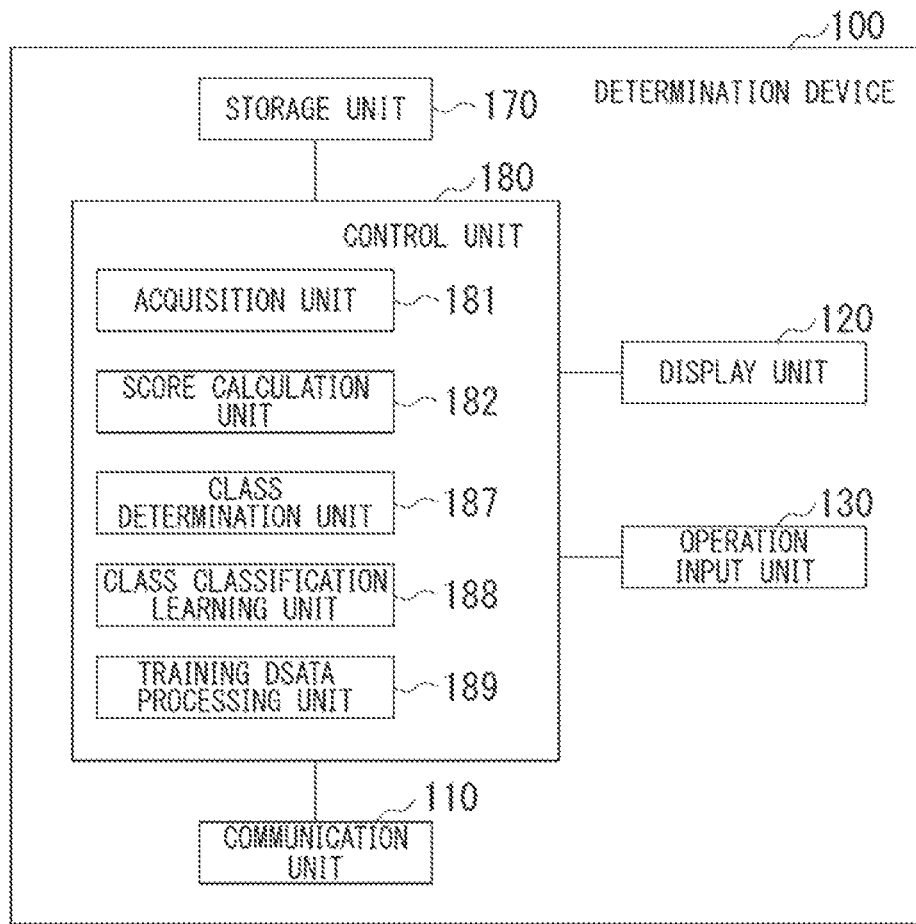 100
DETERMINATION DEVICE
STORAGE UNIT
170
180
CONTROL UNIT
ACQUISITION UNIT
181
SCORE CALCULATION
UNIT
182
CLASS
DETERMINATION UNIT
187
CLASS CLASSIFICATION
LEARNING UNIT
188
TRAINING DSATA
PROCESSING UNIT
189
120
DISPLAY UNIT
130
OPERATION
INPUT UNIT
110
COMMUNICATION
UNIT